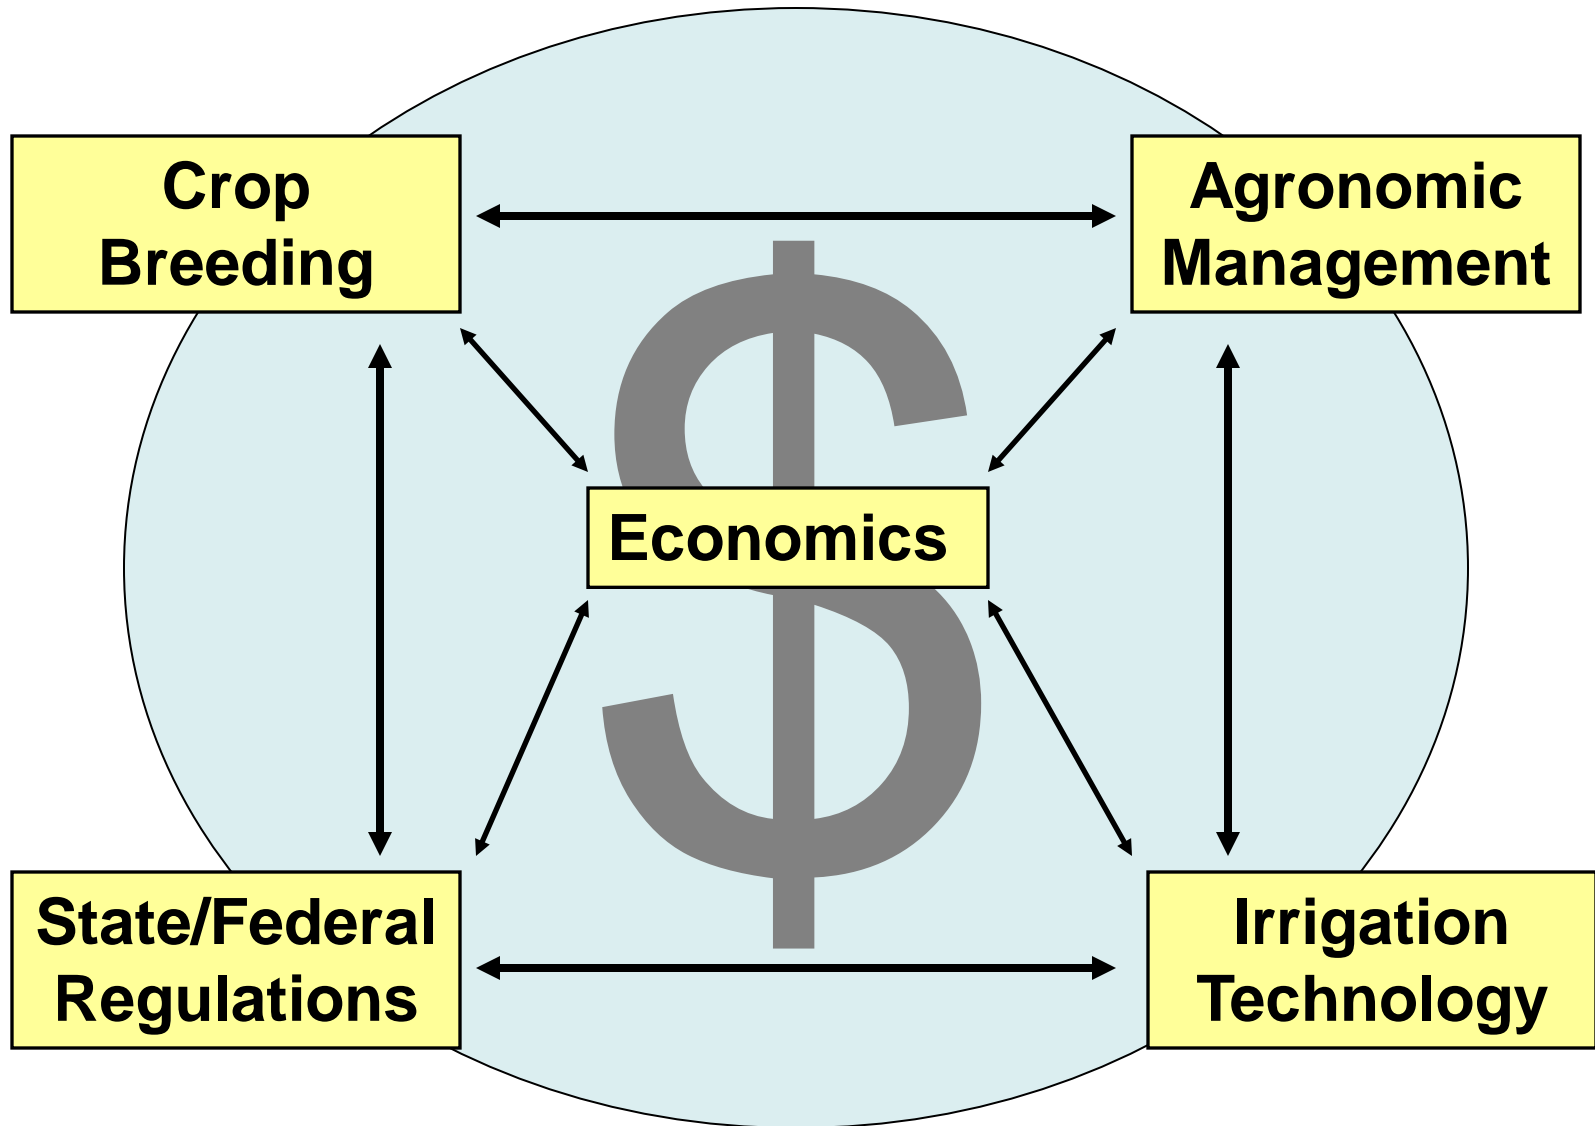 Crop
Breeding
Agronomic
Management
$
Economics
State/Federal
Regulations
Irrigation
Technology